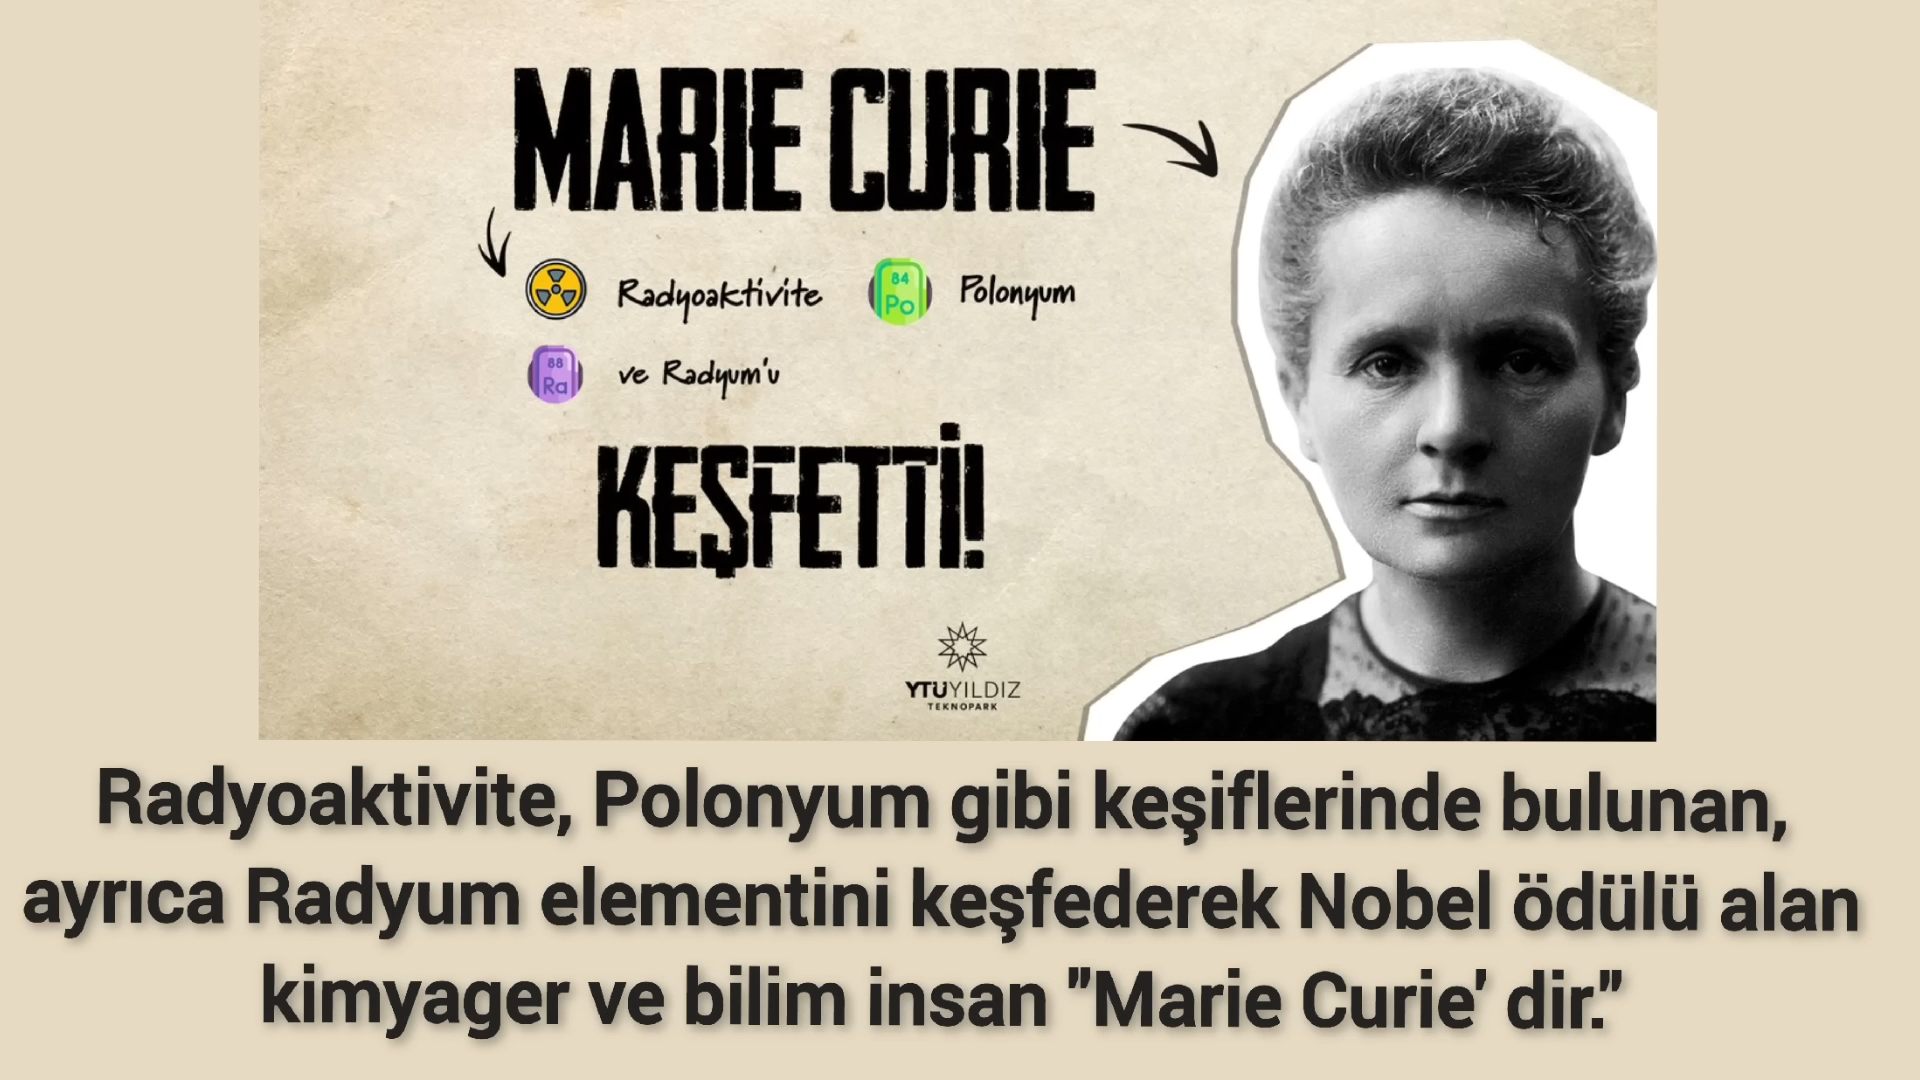 MARIE CURIE
Radyoaktivite
84
Po
Polonyum
88
Ra
ve Radyum'u
KEŞFETTİ!
YTÜYILDIZ
TEKNOPARK
Radyoaktivite, Polonyum gibi keşiflerinde bulunan,
ayrıca Radyum elementini keşfederek Nobel ödülü alan
kimyager ve bilim insan "Marie Curie' dir."